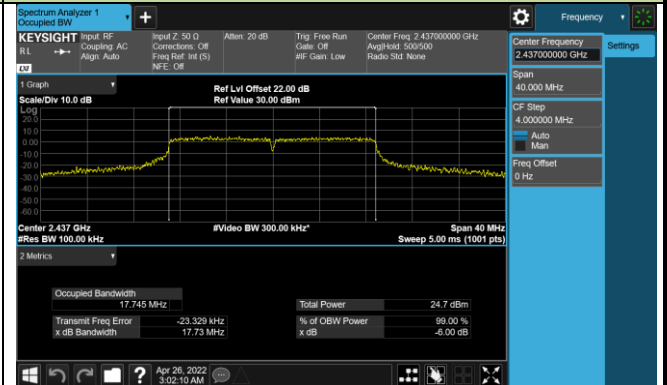 Spectrum Analyzer 1
Occupied BW
+
Frequency
KEYSIGHT
RL
Input: RF
Coupling: AC
Align: Auto
Input Z: 50 Ω
Corrections: Off
Freq Ref: Int (S)
NFE: Off
Atten: 20 dB
Trig: Free Run
Gate: Off
#IF Gain: Low
Center Freq: 2.437000000 GHz
Avg|Hold: 500/500
Radio Std: None
Center Frequency
2.437000000 GHz
Settings
Span
40.000 MHz
CF Step
4.000000 MHz
Auto
Man
Freq Offset
0 Hz
1 Graph
Scale/Div 10.0 dB
Ref Lvl Offset 22.00 dB
Ref Value 30.00 dBm
Log
20.0
10.0
0.00
-10.0
-20.0
-30.0
-40.0
-50.0
-60.0
Center 2.437 GHz
#Video BW 300.00 kHz*
Span 40 MHz
#Res BW 100.00 kHz
Sweep 5.00 ms (1001 pts)
2 Metrics
Occupied Bandwidth
17.745 MHz
Total Power 24.7 dBm
Transmit Freq Error -23.329 kHz
% of OBW Power 99.00 %
x dB Bandwidth 17.73 MHz
x dB -6.00 dB
?
Apr 26, 2022
3:02:10 AM